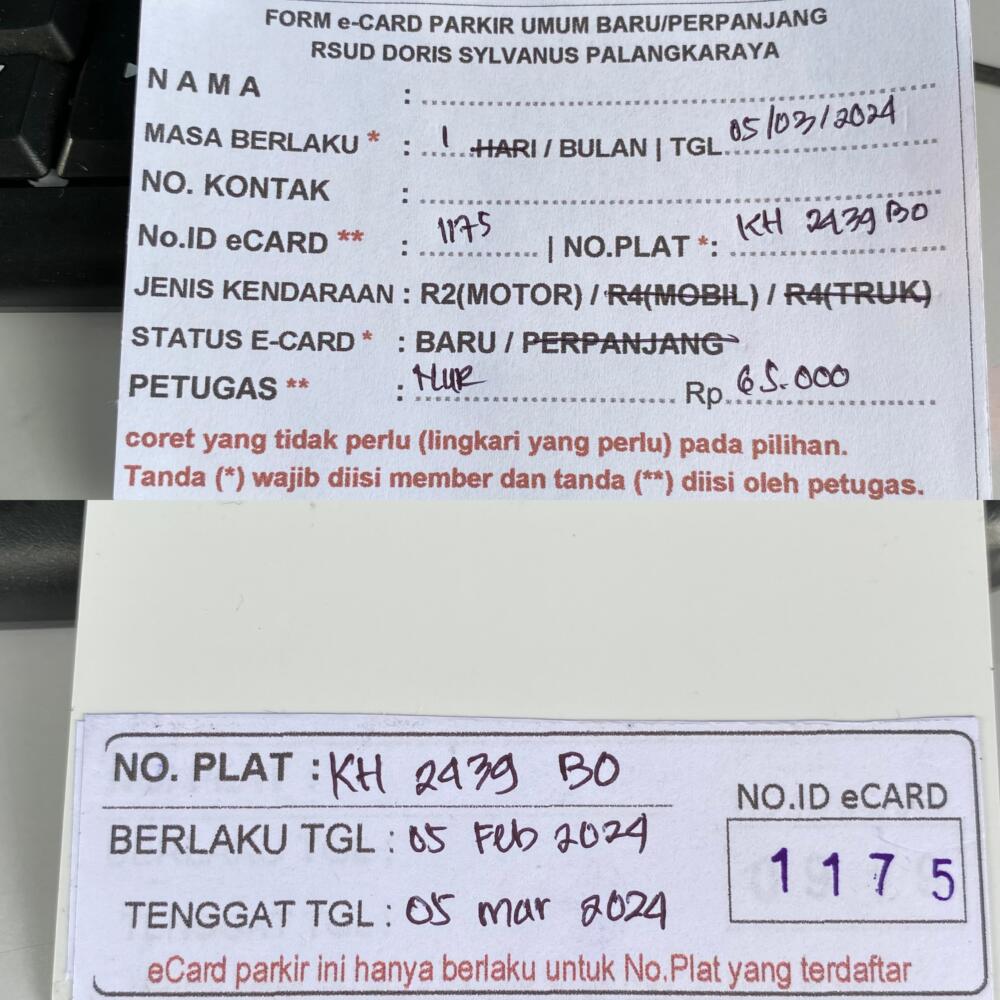 FORM e-CARD PARKIR UMUM BARU/PERPANJANG
RSUD DORIS SYLVANUS PALANGKARAYA
NAMA :
MASA BERLAKU * : 1 HARI / BULAN | TGL 05/03/2024
NO. KONTAK :
No.ID eCARD ** : 1175 | NO.PLAT *: KH 2439 BO
JENIS KENDARAAN : R2(MOTOR) / R4(MOBIL) / R4(TRUK)
STATUS E-CARD * : BARU / PERPANJANG
PETUGAS ** : NUR Rp. 65.000
coret yang tidak perlu (lingkari yang perlu) pada pilihan.
Tanda (*) wajib diisi member dan tanda (**) diisi oleh petugas.
NO. PLAT : KH 2439 BO
BERLAKU TGL : 05 Feb 2024
TENGGAT TGL : 05 mar 2024
NO.ID eCARD
1175
eCard parkir ini hanya berlaku untuk No.Plat yang terdaftar